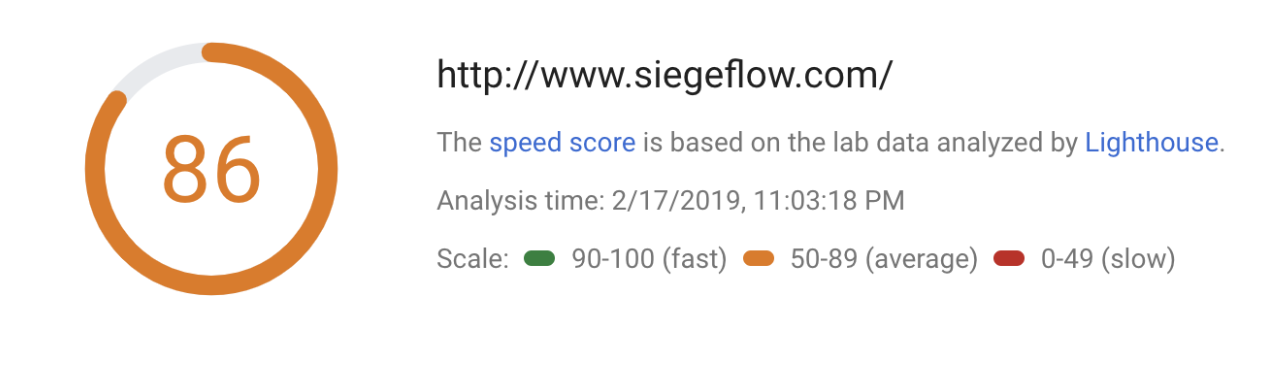 86
http://www.siegeflow.com/
The speed score is based on the lab data analyzed by Lighthouse.
Analysis time: 2/17/2019, 11:03:18 PM
Scale: 90-100 (fast) 50-89 (average) 0-49 (slow)